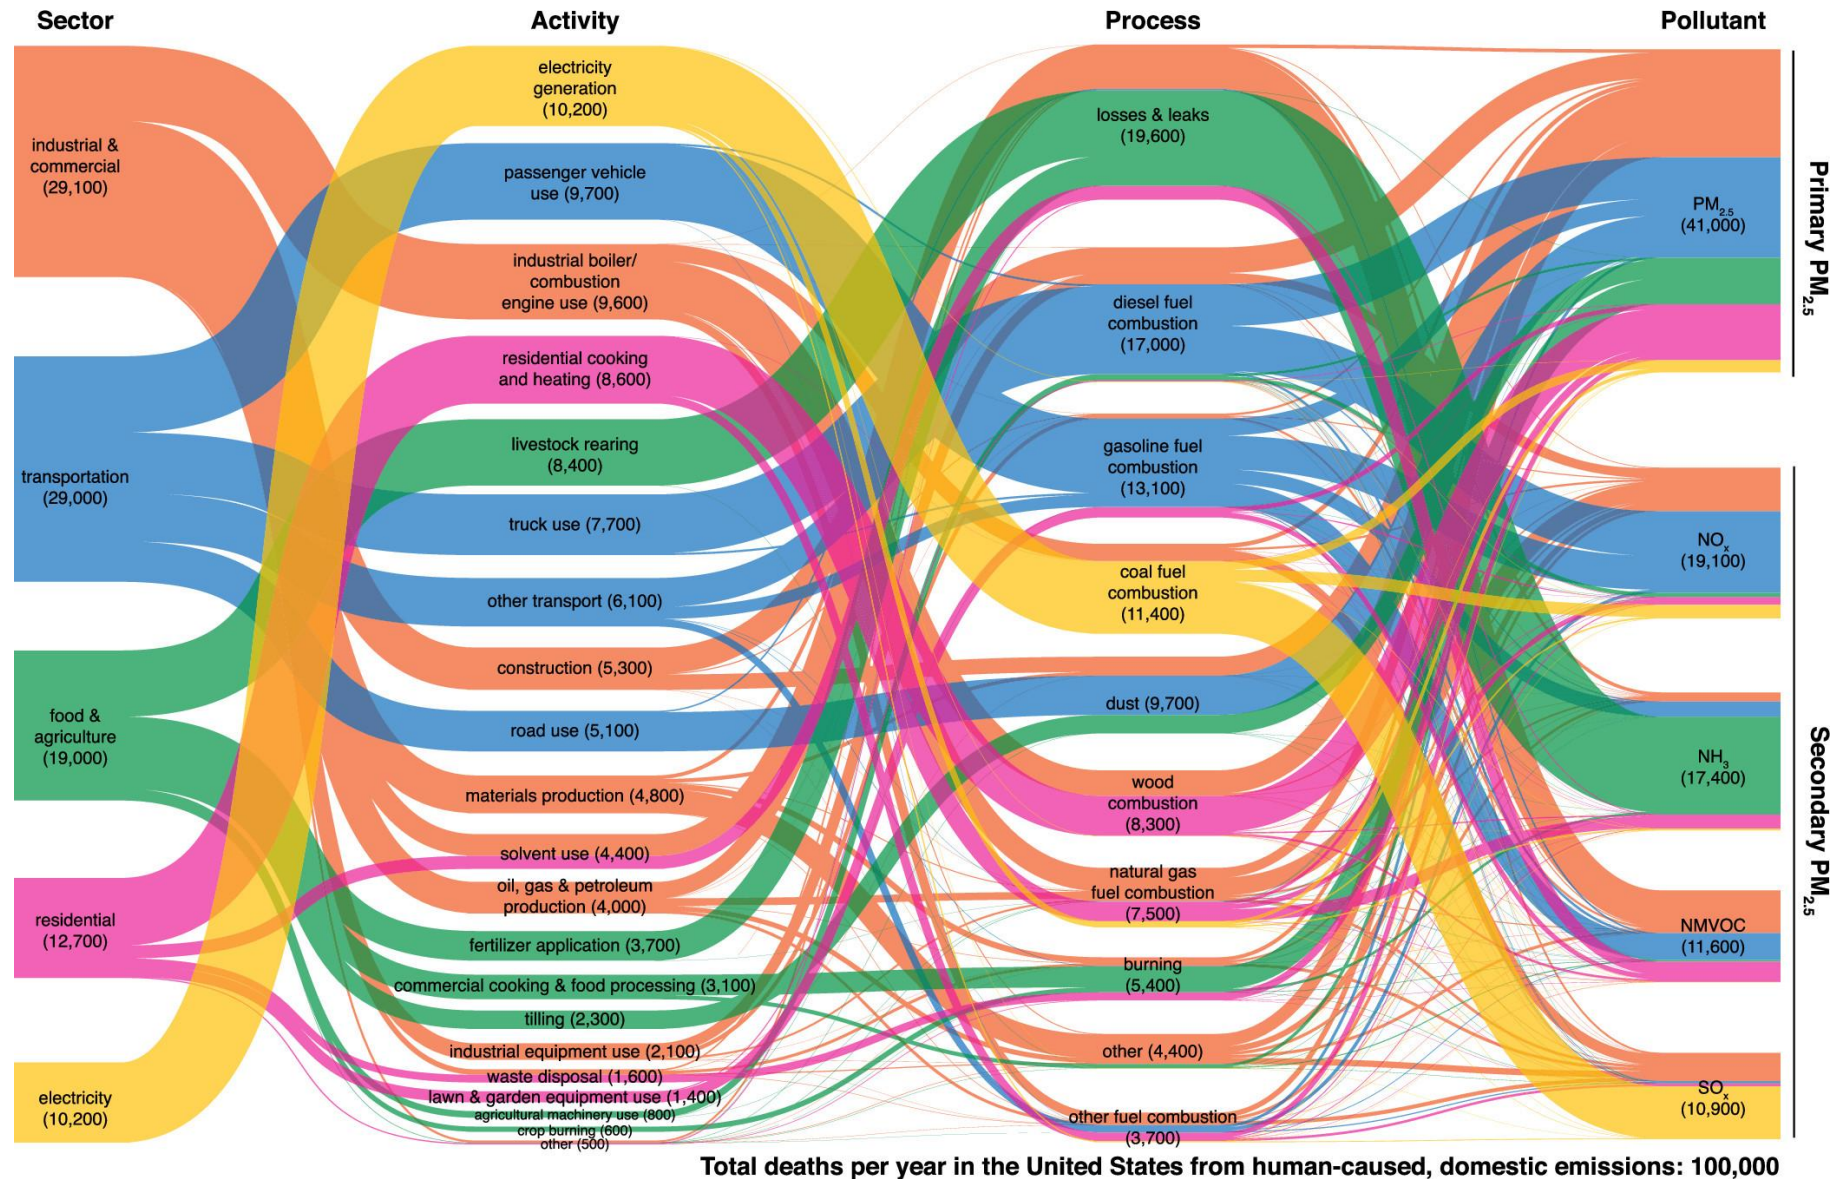 Sector
Activity
Process
Pollutant
industrial &
commercial
(29,100)
transportation
(29,000)
food &
agriculture
(19,000)
residential
(12,700)
electricity
(10,200)
electricity
generation
(10,200)
passenger vehicle
use (9,700)
industrial boiler/
combustion
engine use (9,600)
residential cooking
and heating (8,600)
livestock rearing
(8,400)
truck use (7,700)
other transport (6,100)
construction (5,300)
road use (5,100)
materials production (4,800)
solvent use (4,400)
oil, gas & petroleum
production (4,000)
fertilizer application (3,700)
commercial cooking & food processing (3,100)
tilling (2,300)
industrial equipment use (2,100)
waste disposal (1,600)
lawn & garden equipment use (1,400)
agricultural machinery use (800)
crop burning (600)
other (500)
losses & leaks
(19,600)
diesel fuel
combustion
(17,000)
gasoline fuel
combustion
(13,100)
coal fuel
combustion
(11,400)
dust (9,700)
wood
combustion
(8,300)
natural gas
fuel combustion
(7,500)
burning
(5,400)
other (4,400)
other fuel combustion
(3,700)
PM2.5
(41,000)
NOx
(19,100)
NH3
(17,400)
NMVOC
(11,600)
SOx
(10,900)
Primary PM2.5
Secondary PM2.5
Total deaths per year in the United States from human-caused, domestic emissions: 100,000